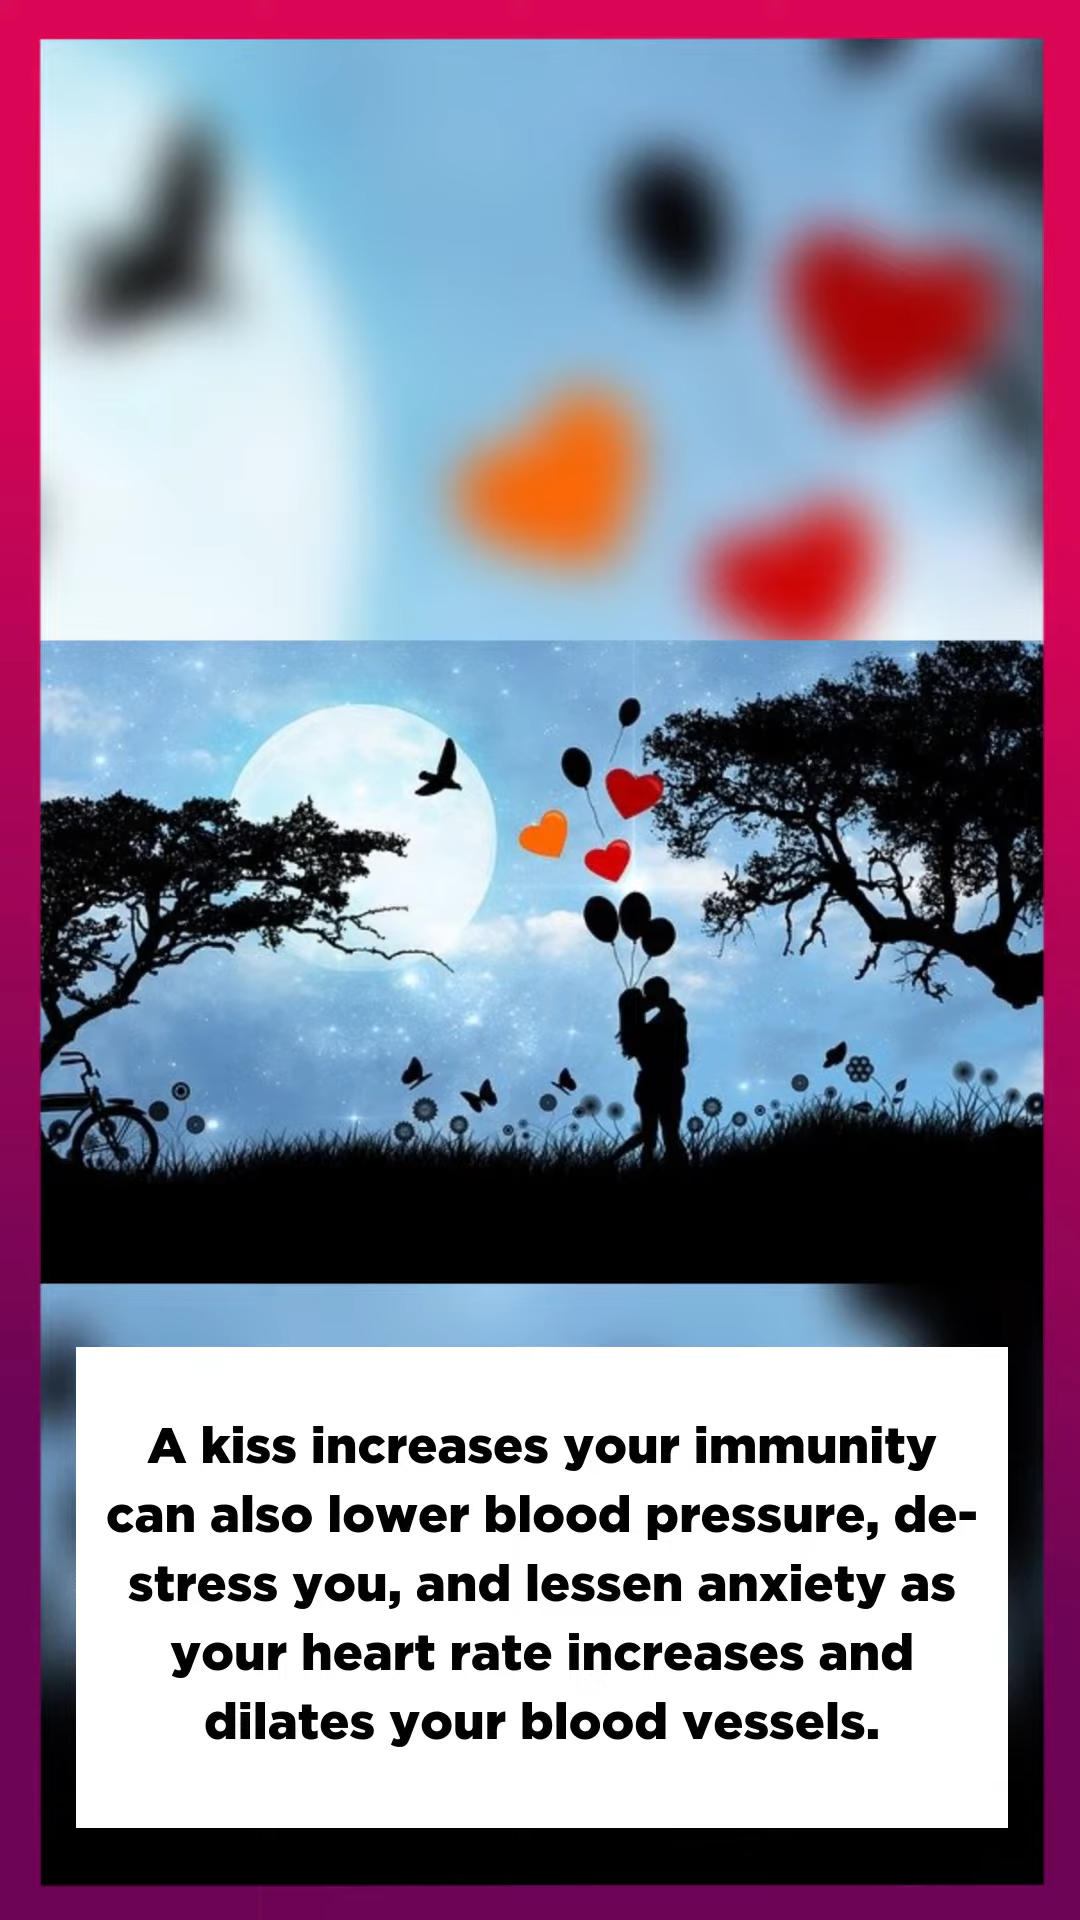 A kiss increases your immunity
can also lower blood pressure, de-
stress you, and lessen anxiety as
your heart rate increases and
dilates your blood vessels.